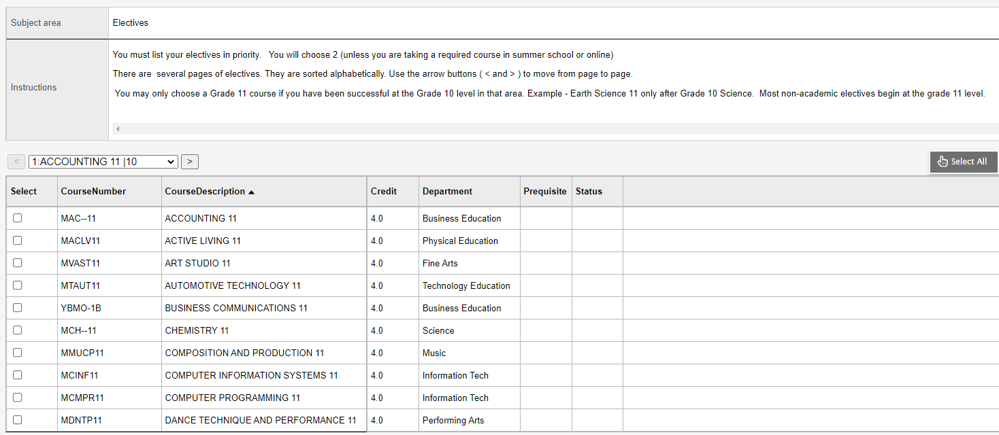 Subject area Electives
You must list your electives in priority.   You will choose 2 (unless you are taking a required course in summer school or online)
There are  several pages of electives. They are sorted alphabetically. Use the arrow buttons ( < and > ) to move from page to page.
Instructions
You may only choose a Grade 11 course if you have been successful at the Grade 10 level in that area. Example - Earth Science 11 only after Grade 10 Science.  Most non-academic electives begin at the grade 11 level.
< 1:ACCOUNTING 11 |10 > Select All
Select CourseNumber CourseDescription Credit Department Prequisite Status
MAC--11 ACCOUNTING 11 4.0 Business Education
MACLV11 ACTIVE LIVING 11 4.0 Physical Education
MVAST11 ART STUDIO 11 4.0 Fine Arts
MTAUT11 AUTOMOTIVE TECHNOLOGY 11 4.0 Technology Education
YBMO-1B BUSINESS COMMUNICATIONS 11 4.0 Business Education
MCH--11 CHEMISTRY 11 4.0 Science
MMUCP11 COMPOSITION AND PRODUCTION 11 4.0 Music
MCINF11 COMPUTER INFORMATION SYSTEMS 11 4.0 Information Tech
MCMPR11 COMPUTER PROGRAMMING 11 4.0 Information Tech
MDNTP11 DANCE TECHNIQUE AND PERFORMANCE 11 4.0 Performing Arts